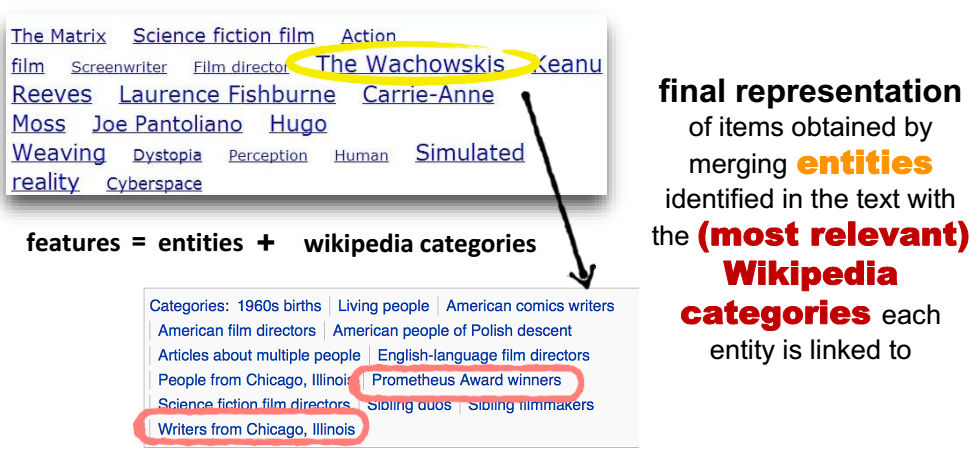 The Matrix Science fiction film Action
film Screenwriter Film director The Wachowskis Keanu
Reeves Laurence Fishburne Carrie-Anne
Moss Joe Pantoliano Hugo
Weaving Dystopia Perception Human Simulated
reality Cyberspace
features = entities + wikipedia categories
Categories: 1960s births | Living people | American comics writers
| American film directors | American people of Polish descent
| Articles about multiple people | English-language film directors
| People from Chicago, Illinois | Prometheus Award winners
| Science fiction film directors | Sibling duos | Sibling filmmakers
| Writers from Chicago, Illinois
final representation
of items obtained by
merging entities
identified in the text with
the (most relevant)
Wikipedia
categories each
entity is linked to